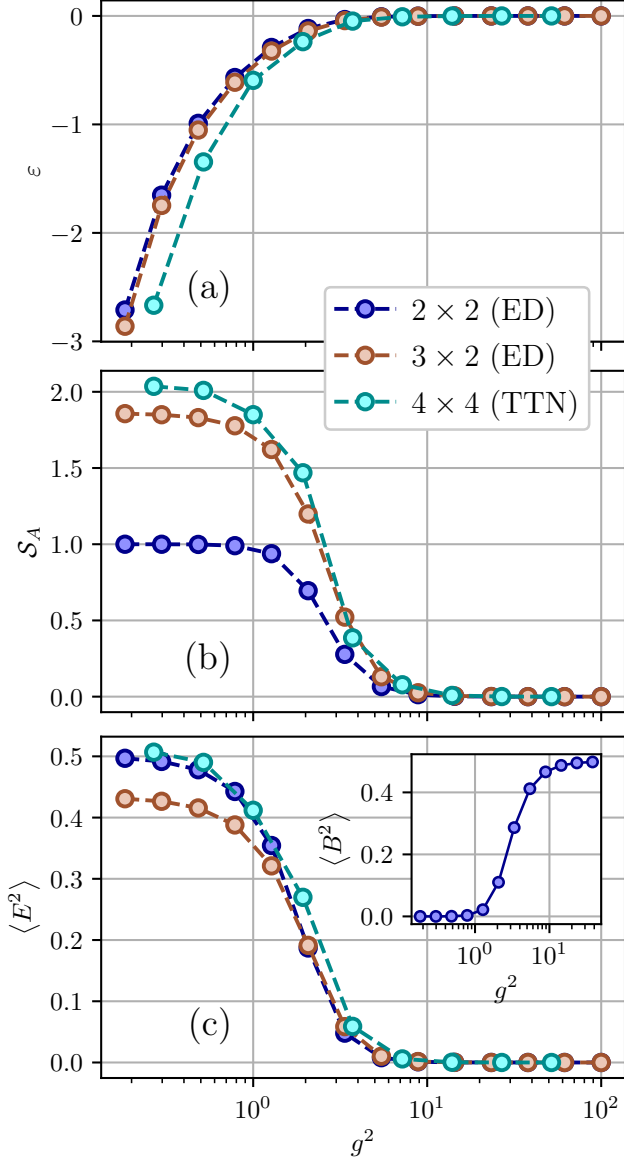 0
−1
−2
−3
ε
(a)
2 × 2 (ED)
3 × 2 (ED)
4 × 4 (TTN)
2.0
1.5
1.0
0.5
0.0
S_A
(b)
0.5
0.4
0.3
0.2
0.1
0.0
⟨E²⟩
(c)
0.4
0.2
0.0
⟨B²⟩
10⁰ 10¹
g²
10⁰ 10¹ 10²
g²